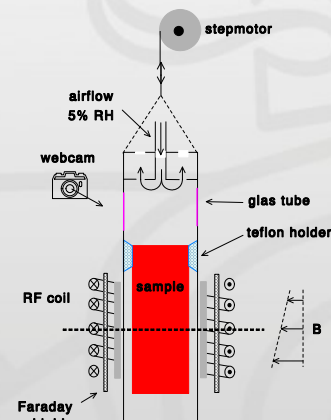 stepmotor
airflow
5% RH
webcam
glas tube
teflon holder
sample
RF coil
B
Faraday